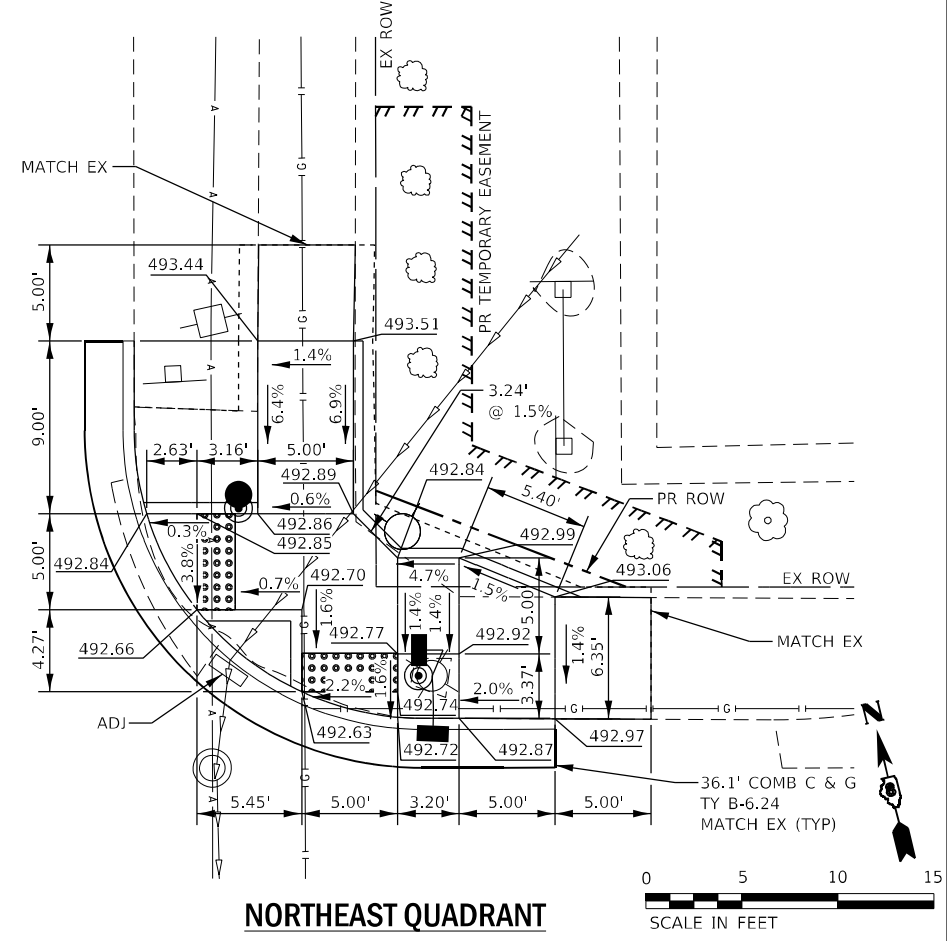 EX ROW
MATCH EX
A
G
PR TEMPORARY EASEMENT
493.44
5.00'
G
493.51
1.4%
A
6.4%
6.9%
3.24'
@ 1.5%
9.00'
2.63'
3.16'
5.00'
492.89
492.84
5.40'
PR ROW
0.6%
492.86
492.99
0.3%
492.85
493.06
492.84
5.00'
3.8%
0.7%
492.70
4.7%
1.5%
5.00'
EX ROW
1.6%
1.4%
1.4%
492.77
492.92
1.4%
6.35'
MATCH EX
492.66
4.27'
2.2%
1.6%
492.74
2.0%
3.37'
G
G
ADJ
492.63
492.72
492.87
492.97
N
A
A
5.45'
5.00'
3.20'
5.00'
5.00'
36.1' COMB C & G
TY B-6.24
MATCH EX (TYP)
0 5 10 15
SCALE IN FEET
NORTHEAST QUADRANT